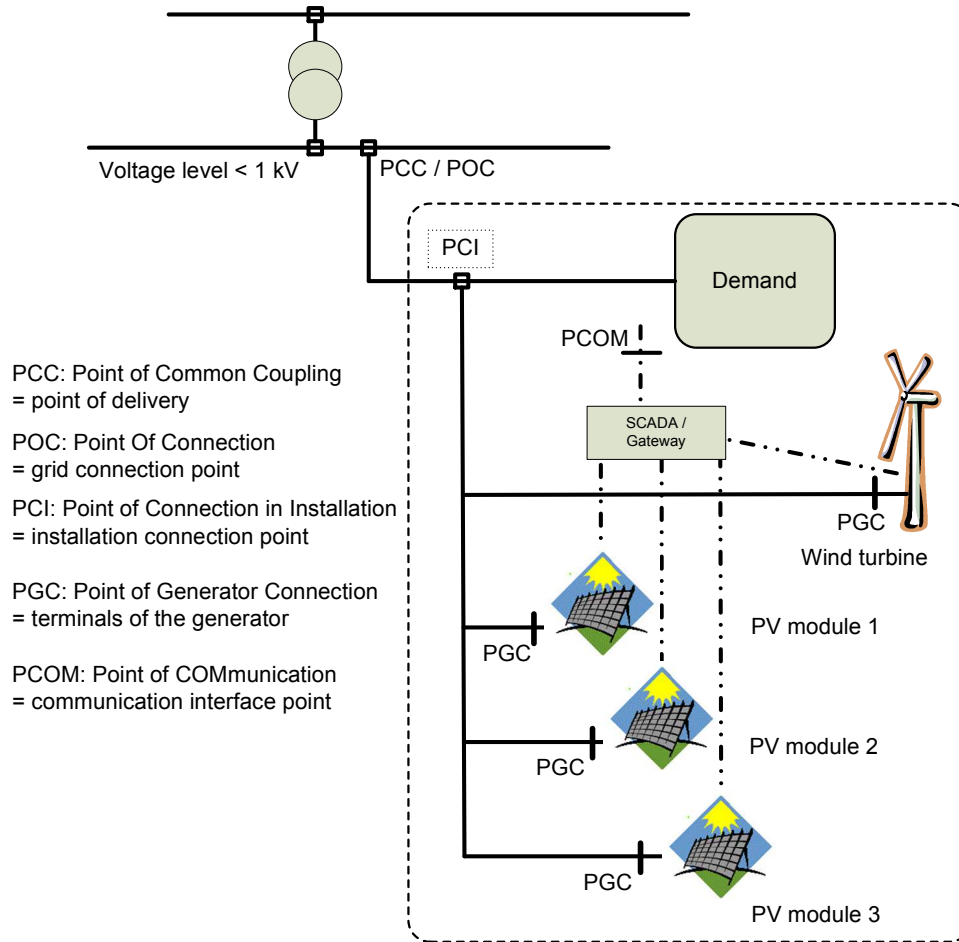 Voltage level < 1 kV
PCC / POC
PCI
Demand
PCOM
SCADA /
Gateway
PGC
Wind turbine
PCC: Point of Common Coupling
= point of delivery
POC: Point Of Connection
= grid connection point
PCI: Point of Connection in Installation
= installation connection point
PGC: Point of Generator Connection
= terminals of the generator
PCOM: Point of COMmunication
= communication interface point
PV module 1
PGC
PV module 2
PGC
PGC
PV module 3